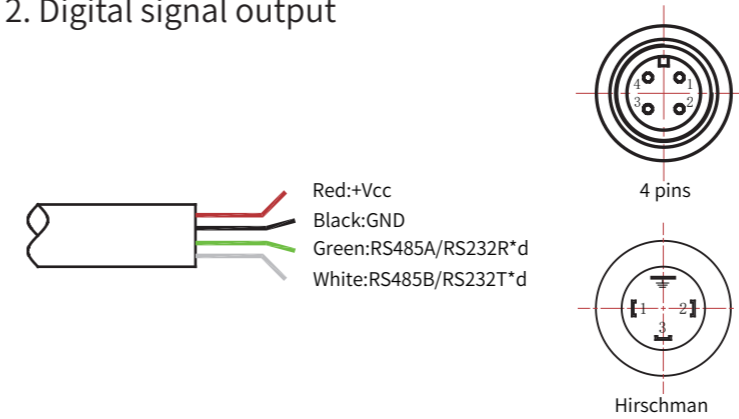 2. Digital signal output
Red:+Vcc
Black:GND
Green:RS485A/RS232R*d
White:RS485B/RS232T*d
4 1
3 2
4 pins
1 2
3
Hirschman